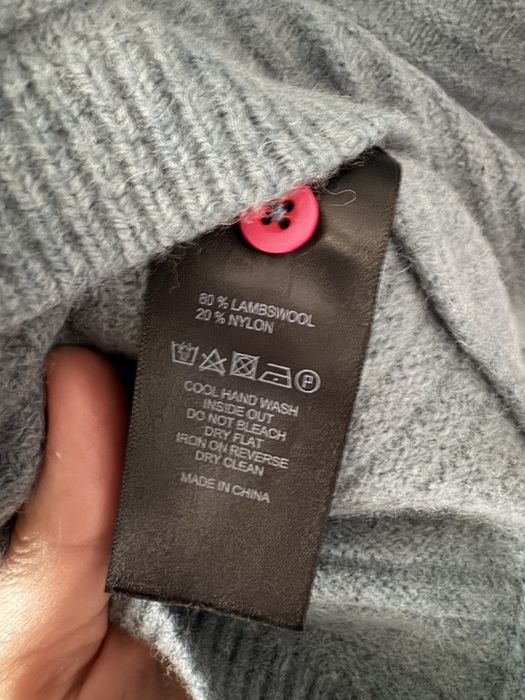 80 % LAMBSWOOL
20 % NYLON
P
COOL HAND WASH
INSIDE OUT
DO NOT BLEACH
DRY FLAT
IRON ON REVERSE
DRY CLEAN
MADE IN CHINA